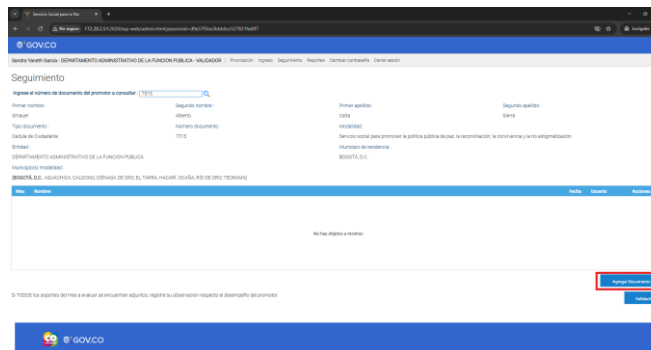 Servicio Social para la Paz
No seguro
GOV.CO
Sandra Yaneth Garcia - DEPARTAMENTO ADMINISTRATIVO DE LA FUNCION PUBLICA - VALIDADOR | Priorización Ingreso Seguimiento Reportes Cambiar contraseña Cerrar sesión
Seguimiento
Ingrese el número de documento del promotor a consultar : 7315
Primer nombre : Segundo nombre: Primer apellido: Segundo apellido:
Alberto Sierra
Tipo documento : Número documento : Modalidad :
Cedula de Ciudadania 7315 Servicio social para promover la política pública de paz, la reconciliación, la convivencia y la no estigmatización.
Entidad : Municipio de residencia :
DEPARTAMENTO ADMINISTRATIVO DE LA FUNCION PUBLICA BOGOTÁ, D.C.
Municipio(s) modalidad :
Mes Nombre Fecha Usuario Acciones
No hay objetos a mostrar.
Agregar Documento
Si TODOS los soportes del mes a evaluar se encuentran adjuntos, registre su observación respecto al desempeño del promotor.
GOV.CO